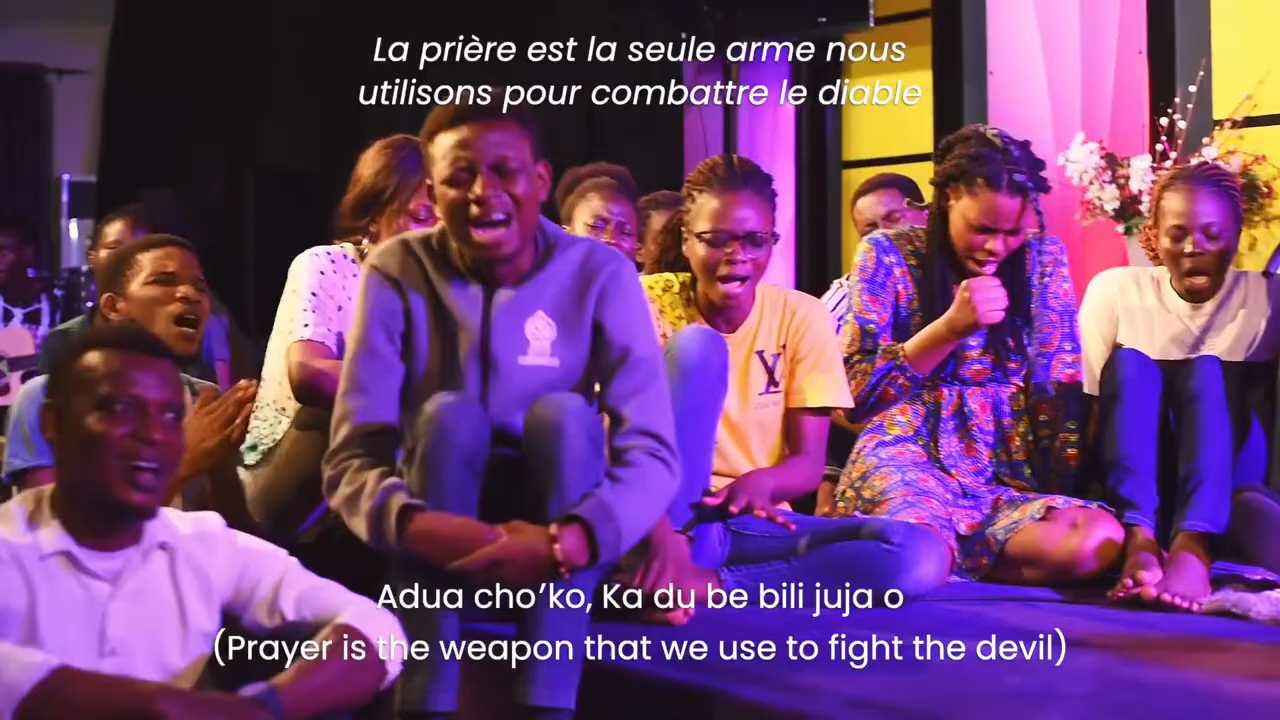 La prière est la seule arme nous
utilisons pour combattre le diable
Adua cho’ko, Ka du be bili juja o
(Prayer is the weapon that we use to fight the devil)